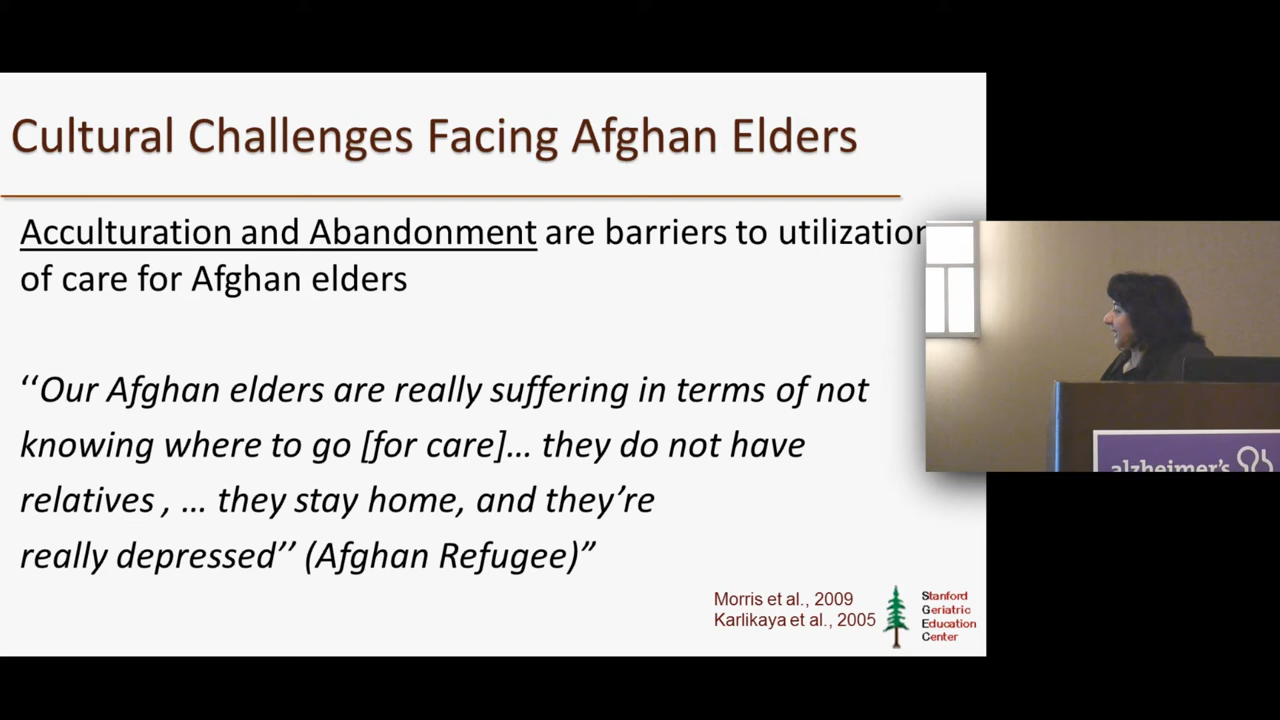 Cultural Challenges Facing Afghan Elders
Acculturation and Abandonment are barriers to utilization
of care for Afghan elders
‘‘Our Afghan elders are really suffering in terms of not
knowing where to go [for care]… they do not have
relatives , … they stay home, and they’re
really depressed’’ (Afghan Refugee)”
Morris et al., 2009
Karlikaya et al., 2005
Stanford
Geriatric
Education
Center
alzheimer's